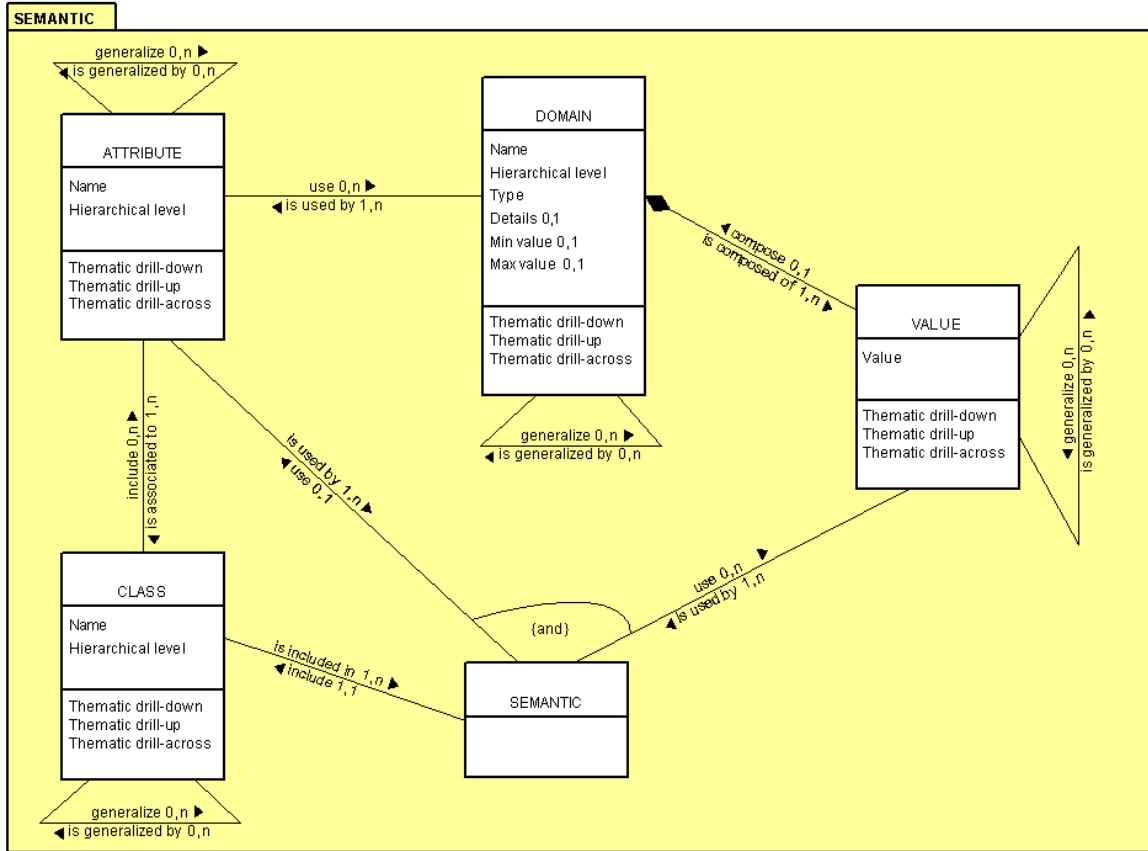 SEMANTIC
generalize 0,n ►
◄ is generalized by 0,n
ATTRIBUTE
Name
Hierarchical level
Thematic drill-down
Thematic drill-up
Thematic drill-across
use 0,n ►
◄ is used by 1,n
DOMAIN
Name
Hierarchical level
Type
Details 0,1
Min value 0,1
Max value 0,1
Thematic drill-down
Thematic drill-up
Thematic drill-across
generalize 0,n ►
◄ is generalized by 0,n
◄ compose 0,1
is composed of 1,n ►
VALUE
Value
Thematic drill-down
Thematic drill-up
Thematic drill-across
◄ generalize 0,n
is generalized by 0,n ►
include 0,n ►
◄ is associated to 1,n
is used by 1,n ►
◄ use 0,1
use 0,n ►
◄ is used by 1,n
{and}
CLASS
Name
Hierarchical level
Thematic drill-down
Thematic drill-up
Thematic drill-across
generalize 0,n ►
◄ is generalized by 0,n
is included in 1,n ►
◄ include 1,1
SEMANTIC